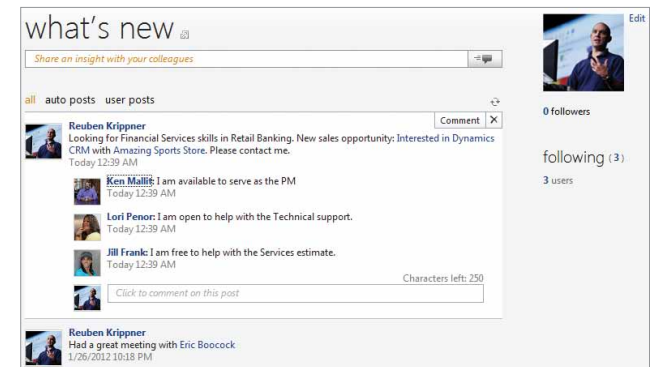 what's new
Edit
Share an insight with your colleagues
all auto posts user posts
Comment X
0 followers
Reuben Krippner
Looking for Financial Services skills in Retail Banking. New sales opportunity: Interested in Dynamics
CRM with Amazing Sports Store. Please contact me.
Today 12:39 AM
following (3)
3 users
Ken Mallit: I am available to serve as the PM
Today 12:39 AM
Lori Penor: I am open to help with the Technical support.
Today 12:39 AM
Jill Frank: I am free to help with the Services estimate.
Today 12:39 AM
Characters left: 250
Click to comment on this post
Reuben Krippner
Had a great meeting with Eric Boocock
1/26/2012 10:18 PM